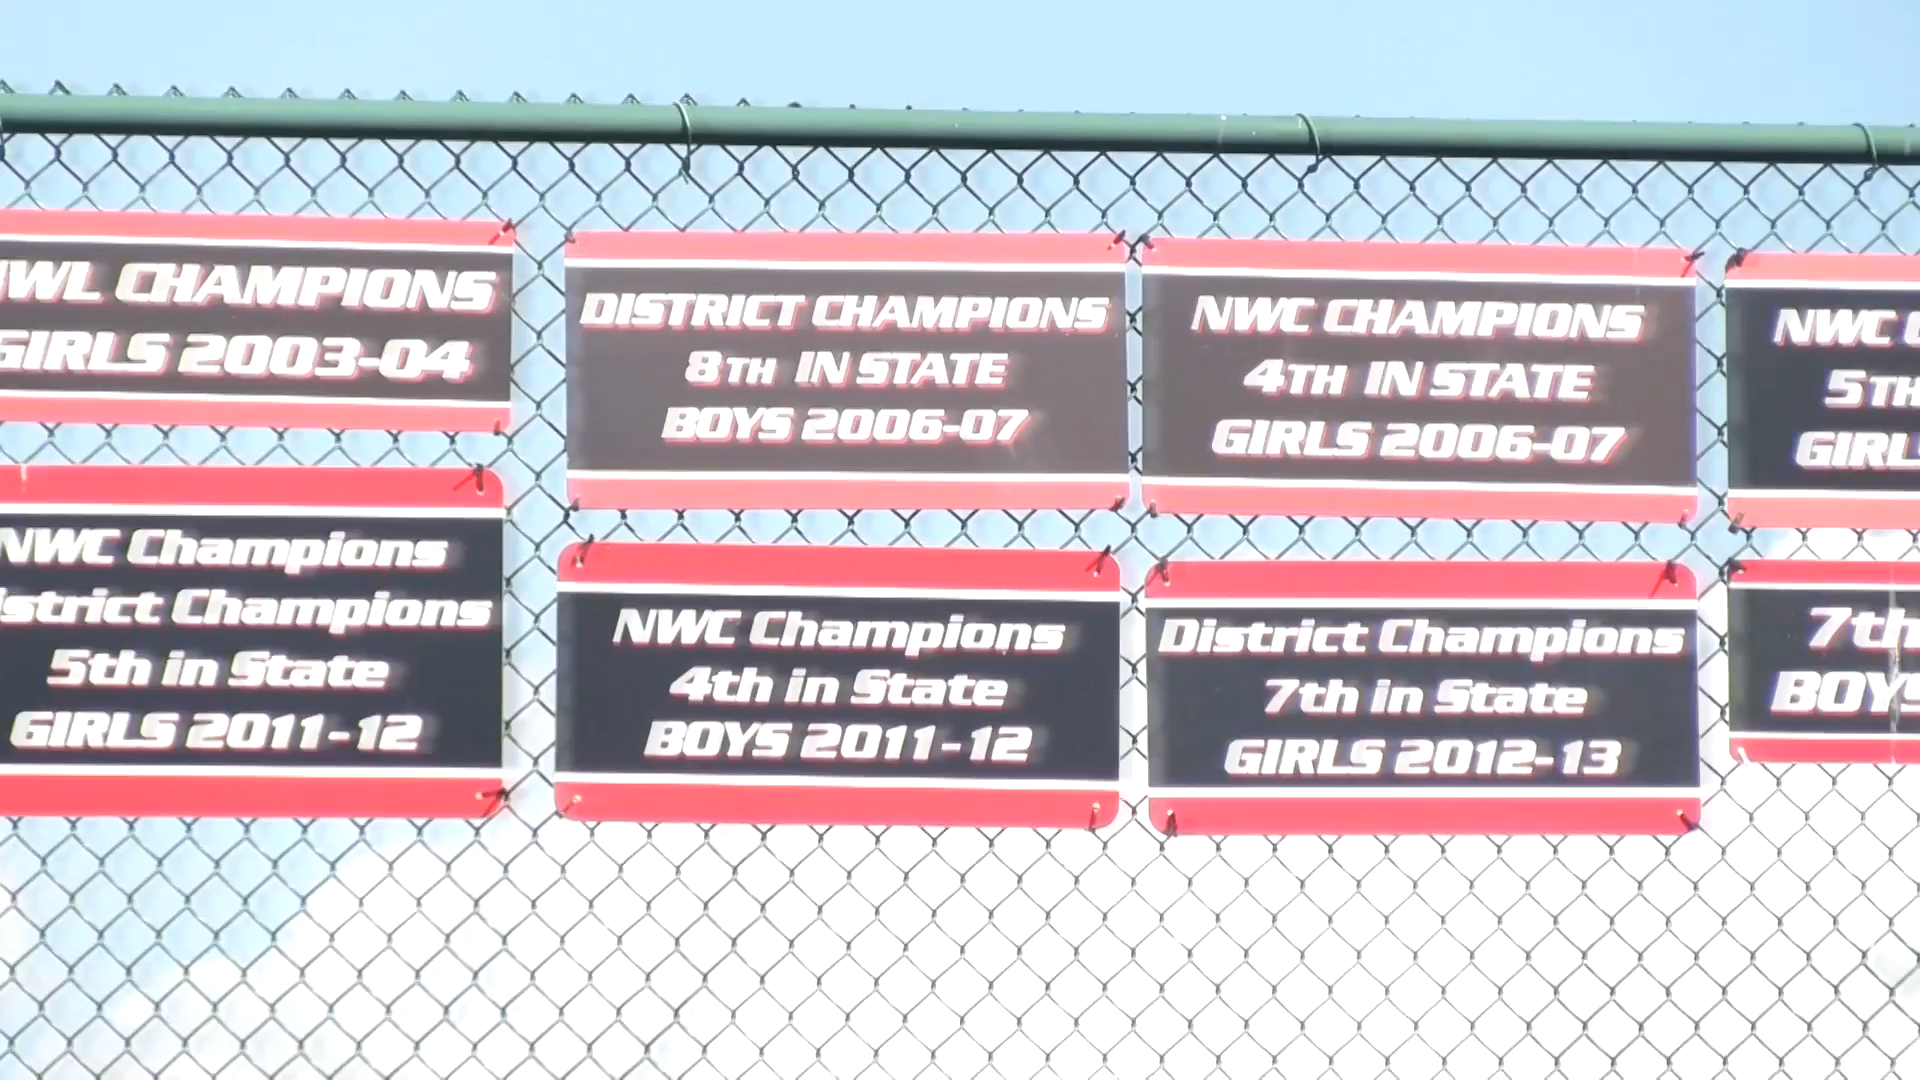 WL CHAMPIONS
GIRLS 2003-04
DISTRICT CHAMPIONS
8TH IN STATE
BOYS 2006-07
NWC CHAMPIONS
4TH IN STATE
GIRLS 2006-07
NWC
5TH
GIRL
NWC Champions
strict Champions
5th in State
GIRLS 2011-12
NWC Champions
4th in State
BOYS 2011-12
District Champions
7th in State
GIRLS 2012-13
7th
BOYS